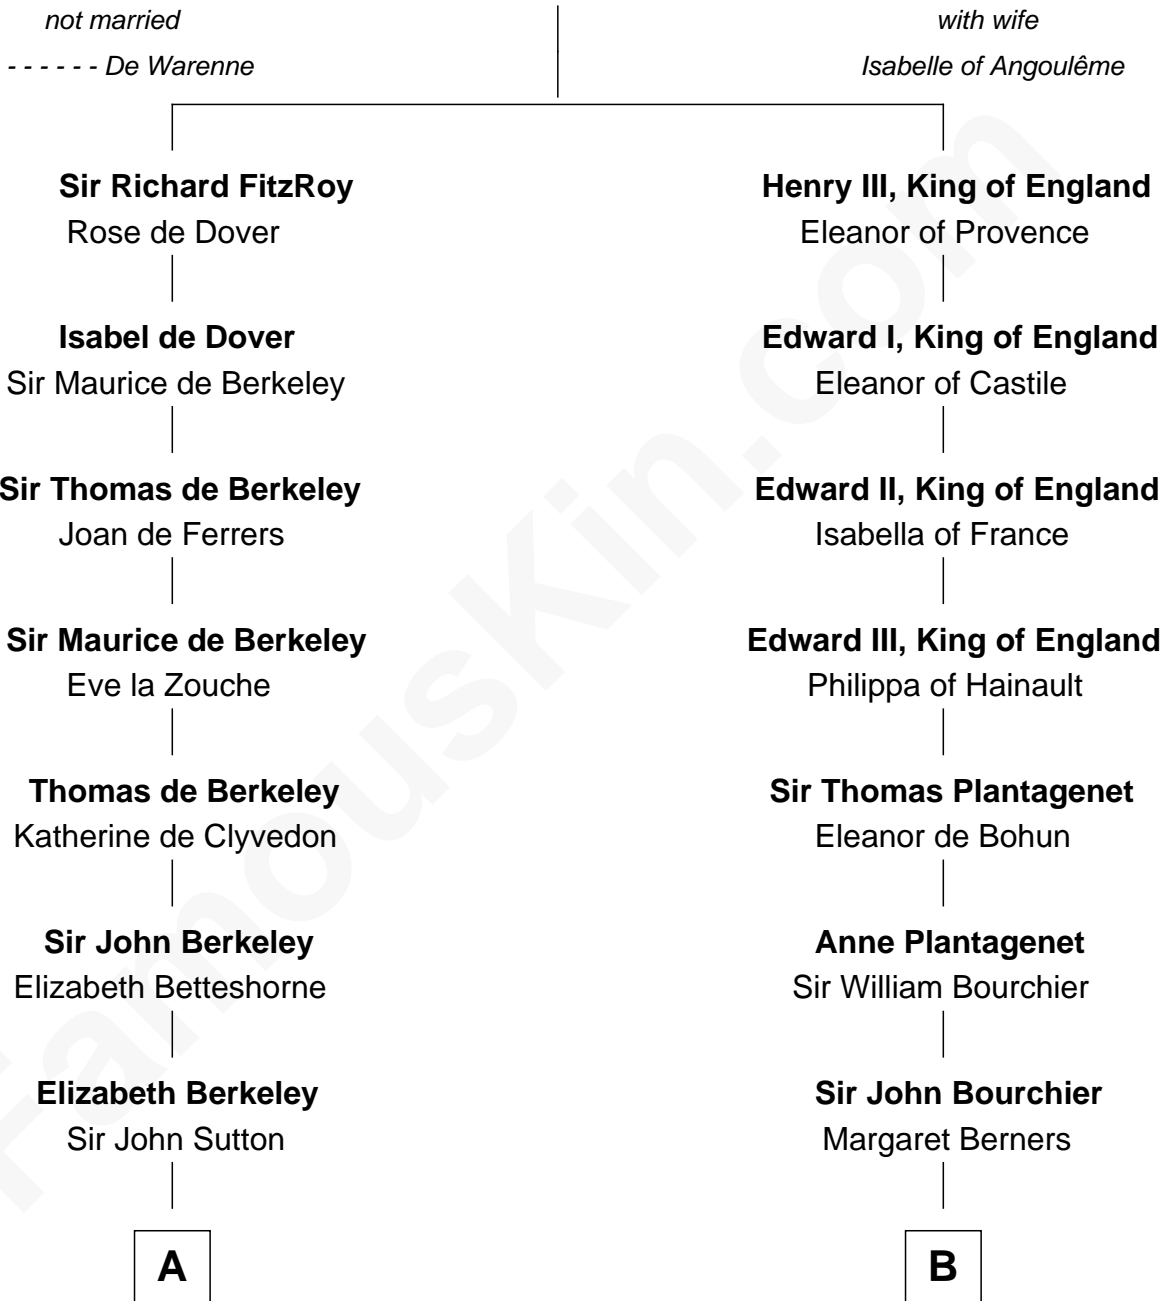 not married
- - - - - - De Warenne
with wife
Isabelle of Angoulême
Sir Richard FitzRoy
Rose de Dover
Henry III, King of England
Eleanor of Provence
Isabel de Dover
Sir Maurice de Berkeley
Edward I, King of England
Eleanor of Castile
Sir Thomas de Berkeley
Joan de Ferrers
Edward II, King of England
Isabella of France
Sir Maurice de Berkeley
Eve la Zouche
Edward III, King of England
Philippa of Hainault
Thomas de Berkeley
Katherine de Clyvedon
Sir Thomas Plantagenet
Eleanor de Bohun
Sir John Berkeley
Elizabeth Betteshorne
Anne Plantagenet
Sir William Bourchier
Elizabeth Berkeley
Sir John Sutton
Sir John Bourchier
Margaret Berners
A
B
FamousKin.com